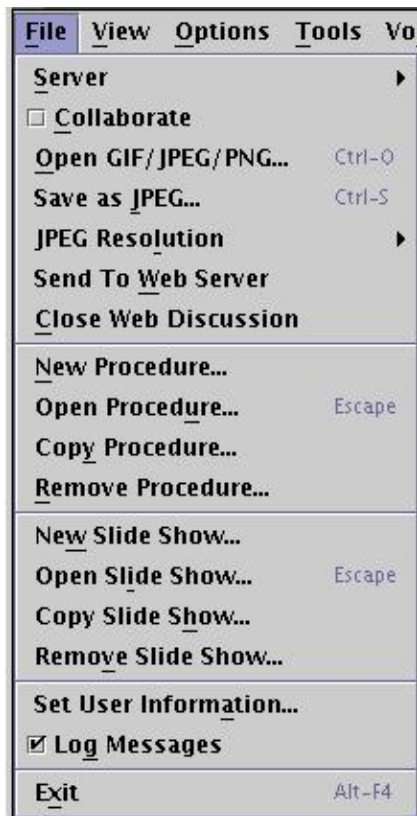 File View Options Tools Vo
Server
Collaborate
Open GIF/JPEG/PNG... Ctrl-O
Save as JPEG... Ctrl-S
JPEG Resolution
Send To Web Server
Close Web Discussion
New Procedure...
Open Procedure... Escape
Copy Procedure...
Remove Procedure...
New Slide Show...
Open Slide Show... Escape
Copy Slide Show...
Remove Slide Show...
Set User Information...
Log Messages
Exit Alt-F4